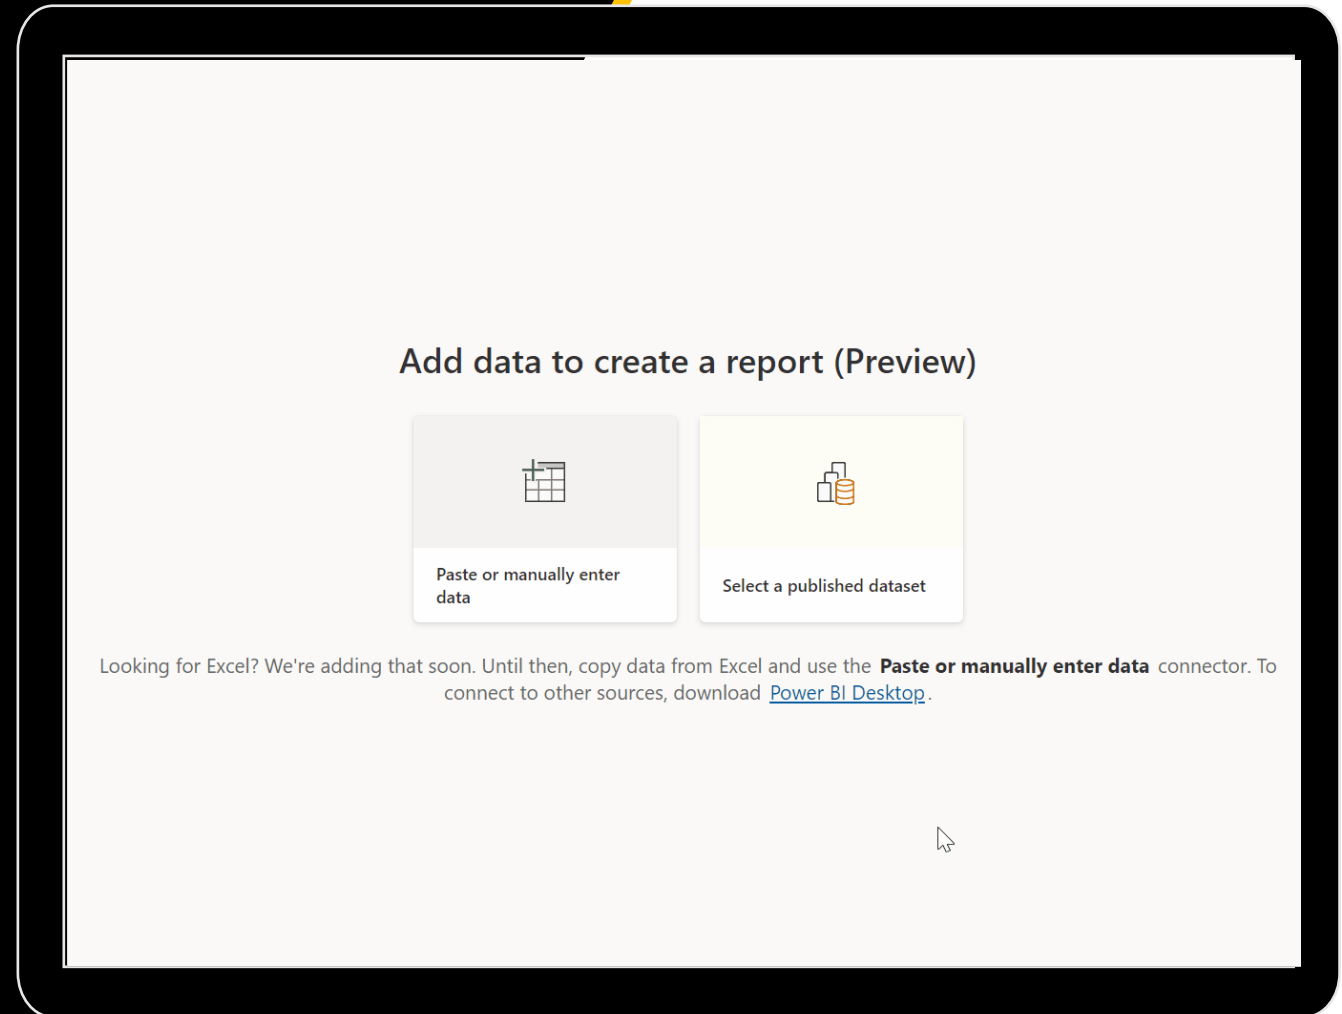 Add data to create a report (Preview)
Paste or manually enter
data
Select a published dataset
Looking for Excel? We're adding that soon. Until then, copy data from Excel and use the Paste or manually enter data connector. To
connect to other sources, download Power BI Desktop.